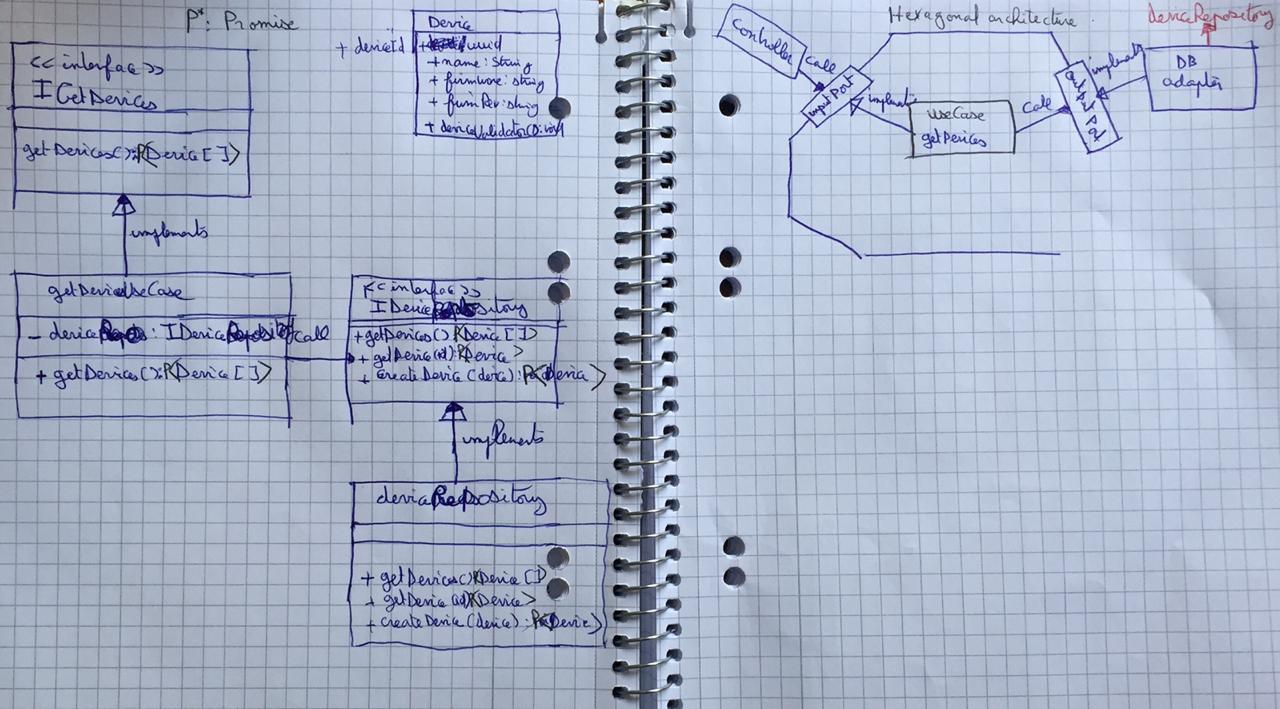 P*: Promise
<< interface >>
IGetDevices
getDevices():P<Device[]>
implements
Device
+ deviceId uuid
+ name: String
+ firmware: string
+ firmRev: string
+ deviceValidator(): void
getDeviceUseCase
- deviceRepos: IDeviceRepository
+ getDevices():P<Device[]>
call
<< interface >>
IDeviceRepository
+getDevices():P<Device[]
+ getDevice(id):P<Device>
+ createDevice(device): P<Device>
implements
deviceRepository
+ getDevices()P<Device[]
+ getDevice(id)P<Device>
+ createDevice(device): P<Device>
Hexagonal architecture
deviceRepository
Controller
call
input Port
implements
useCase
getDevices
call
output Port
implements
DB
adapter